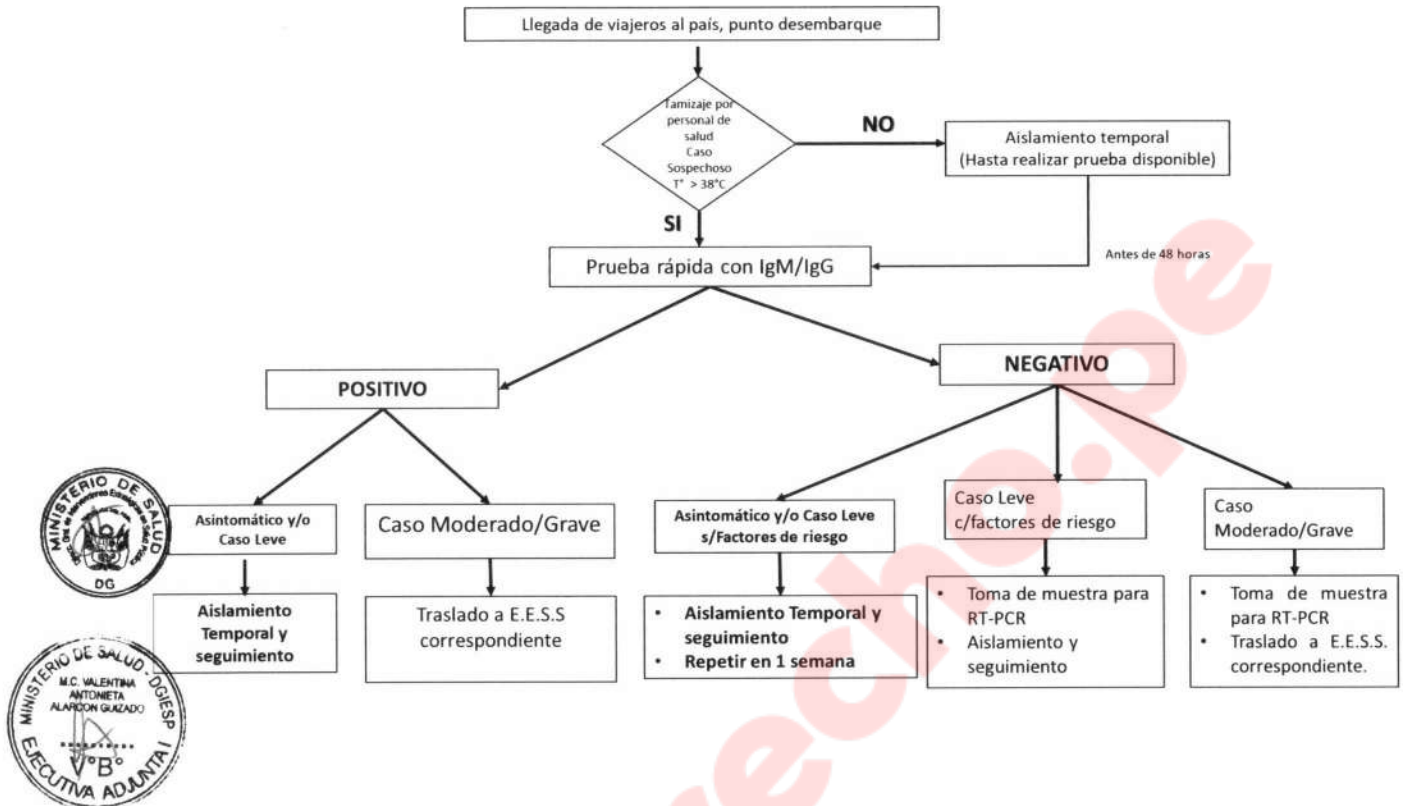 Llegada de viajeros al país, punto desembarque
Tamizaje por
personal de
salud
Caso
Sospechoso
T° > 38°C
NO
Aislamiento temporal
(Hasta realizar prueba disponible)
SI
Antes de 48 horas
Prueba rápida con IgM/IgG
POSITIVO
NEGATIVO
Asintomático y/o
Caso Leve
Caso Moderado/Grave
Asintomático y/o Caso Leve
s/Factores de riesgo
Caso Leve
c/factores de riesgo
Caso
Moderado/Grave
Aislamiento
Temporal y
seguimiento
Traslado a E.E.S.S
correspondiente
• Aislamiento Temporal y
seguimiento
• Repetir en 1 semana
• Toma de muestra para
RT-PCR
• Aislamiento y
seguimiento
• Toma de muestra
para RT-PCR
• Traslado a E.E.S.S.
correspondiente.
MINISTERIO DE SALUD
DG
MINISTERIO DE SALUD - DGIESP
M.C. VALENTINA
ANTONIETA
ALARCON GUIZADO
V°B°
EJECUTIVA ADJUNTA I
recho.pe